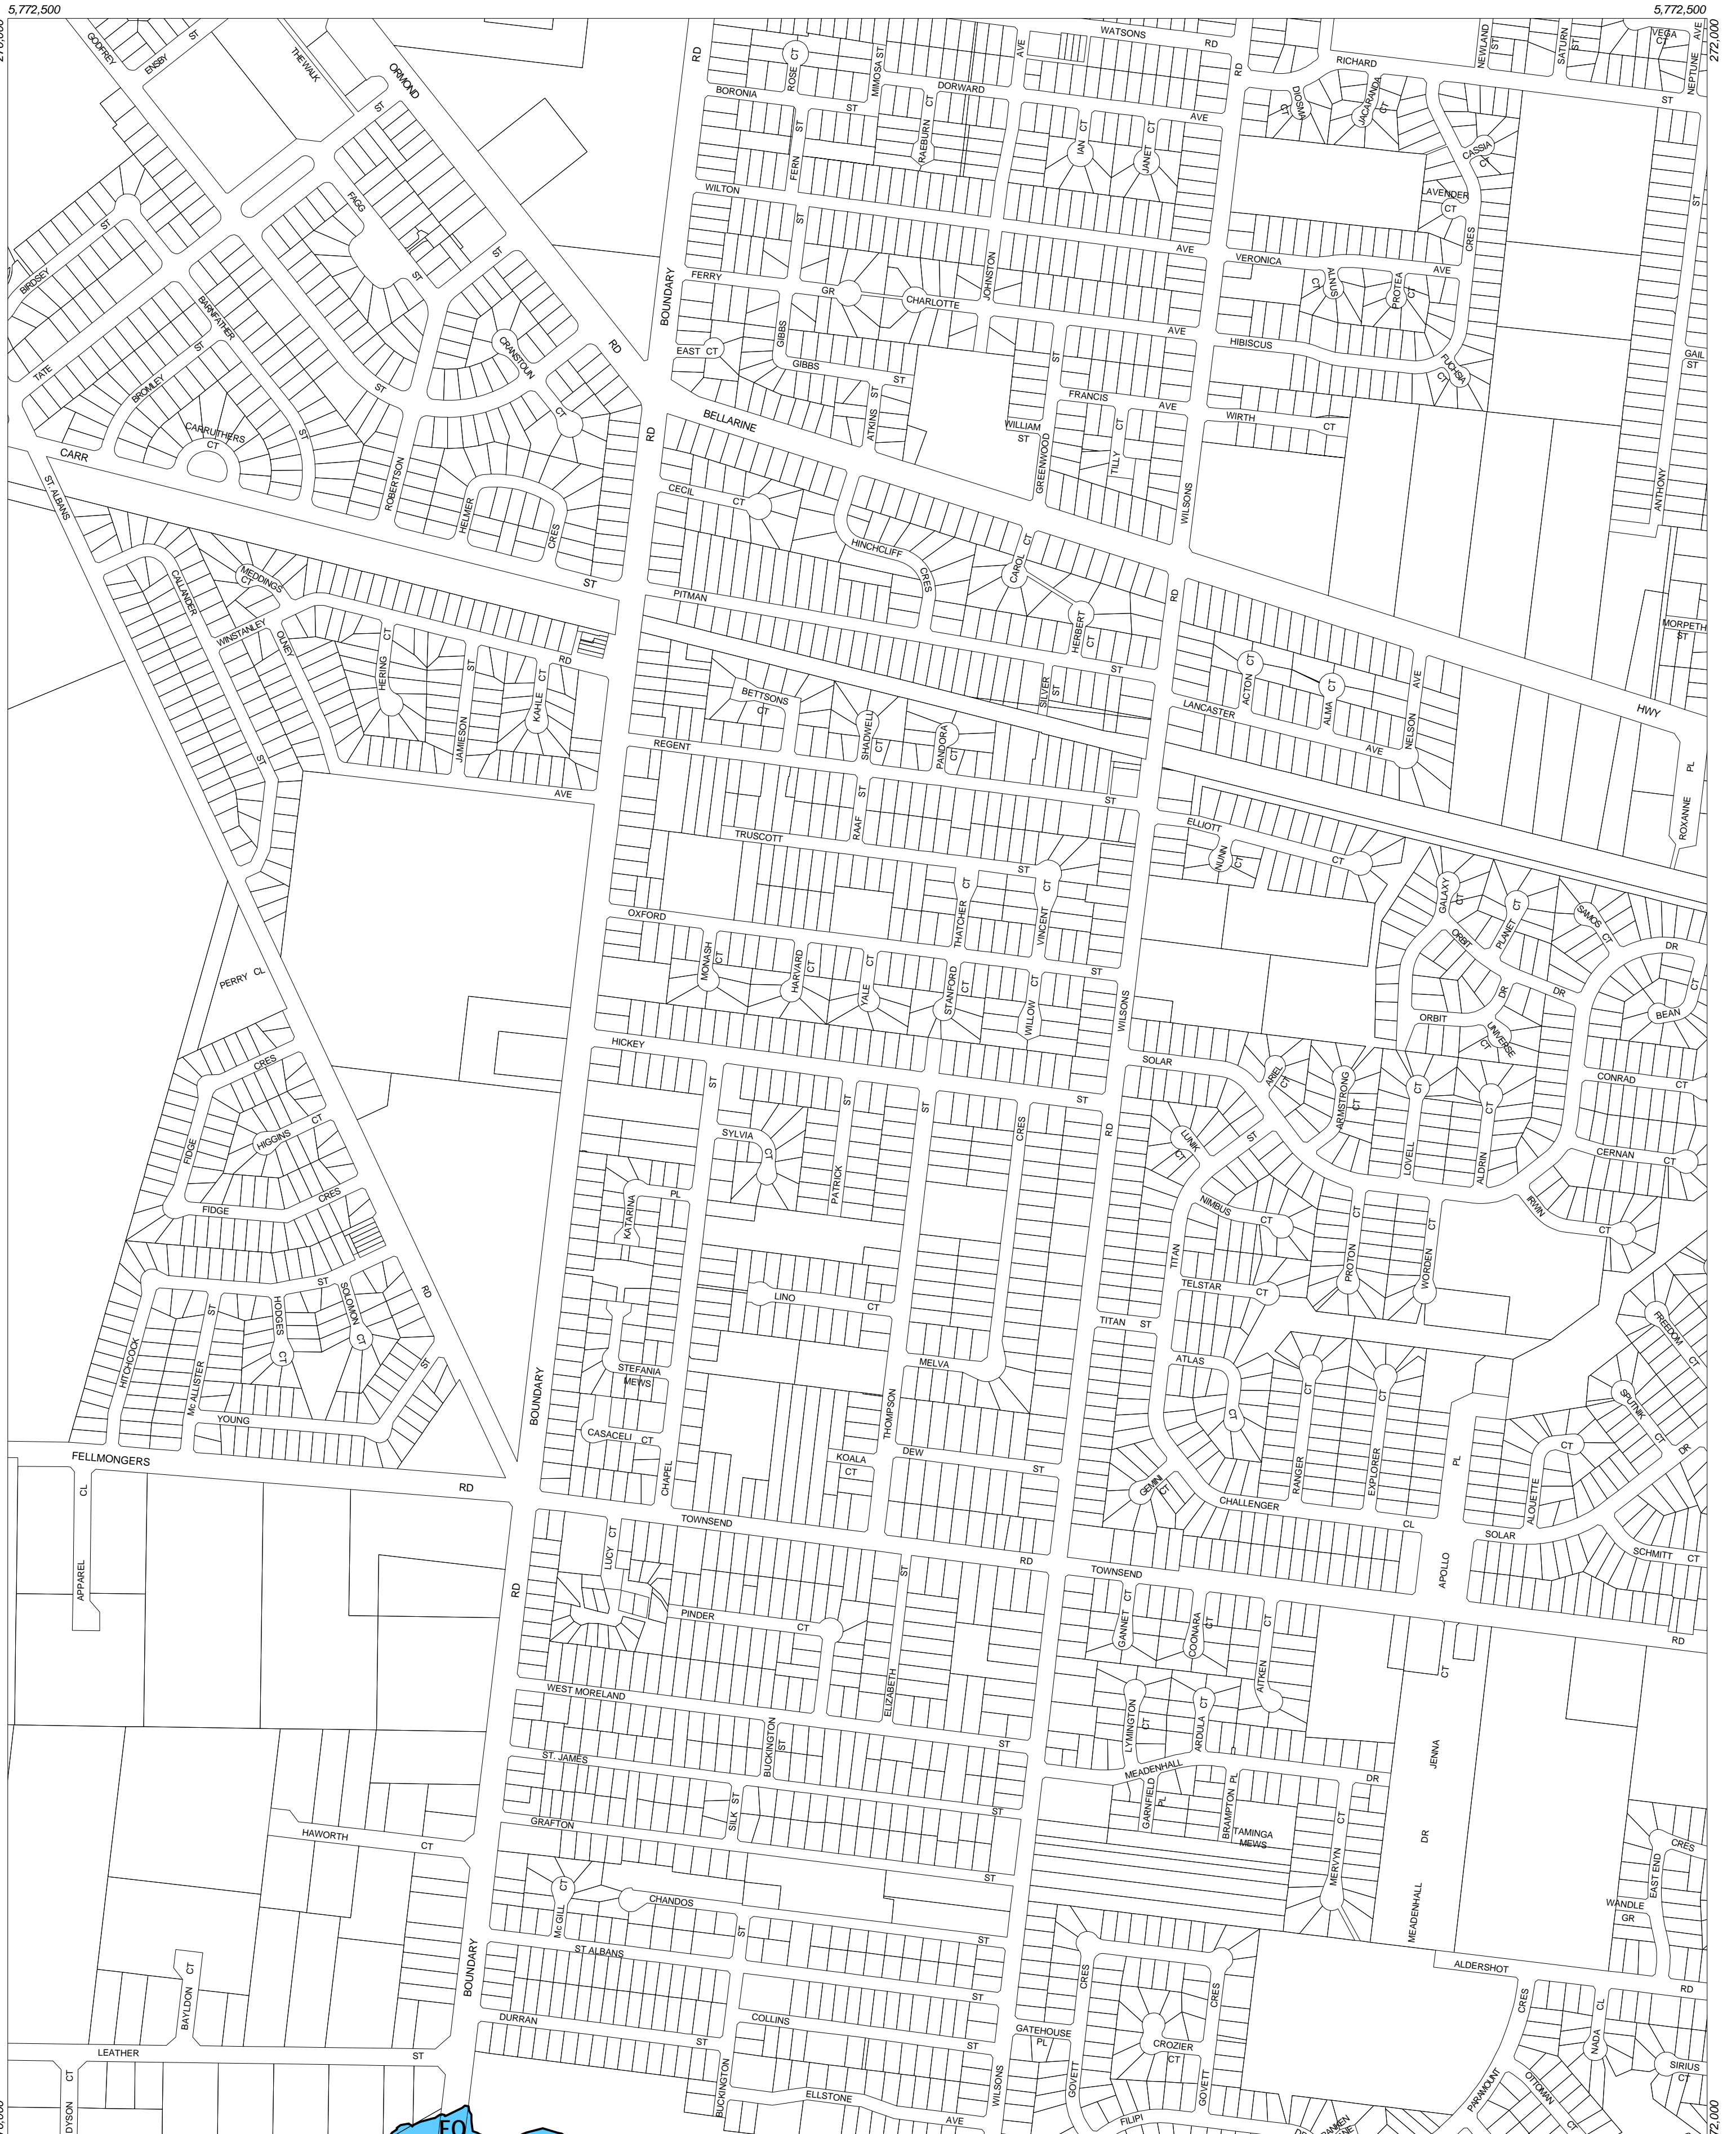 5,772,500
5,772,500
272,000
GODFREY
ENSBY ST
THE WALK
ORMOND
ST
RD
ROSE CT
MIMOSA ST
AVE
WATSONS RD
RD
RICHARD
NEWLAND ST
SATURN ST
VEGA CT
NEPTUNE AVE
BORONIA
ST
DORWARD
AVE
DIOSMA CT
JACARANDA CT
ST
FERN ST
RAEBURN CT
IAN CT
JANET CT
CASSIA CT
WILTON
ST
AVE
LAVENDER CT
CRES
FAGG
ST
ST
BIRDSEY ST
BARNFATHER
ST
TATE
BROMLEY ST
CRANSTOUN
CT
RD
BOUNDARY
FERRY
GR
CHARLOTTE
JOHNSTON
AVE
VERONICA
AVE
ALNUS CT
PROTEA CT
EAST CT
GIBBS
GIBBS
ST
ST
HIBISCUS
FUCHSIA CT
GAIL ST
ST
CARRUTHERS CT
ST
CARR
ST. ALBANS
ROBERTSON
HELMER
CRES
ST
RD
BELLARINE
ATKINS ST
FRANCIS
AVE
WILLIAM ST
GREENWOOD
TILLY CT
WILSONS
WIRTH
CT
ANTHONY
CECIL
CT
HINCHCLIFF
CRES
CAROL CT
HERBERT CT
RD
MORPETH ST
MEDDINGS CT
CALLANDER
WINSTANLEY
OLNEY
HERING CT
ST
JAMIESON
KAHLE CT
RD
PITMAN
ST
SILVER ST
ACTON CT
ALMA CT
AVE
NELSON
LANCASTER
AVE
HWY
BETTSONS CT
SHADWELL CT
PANDORA CT
ST
AVE
REGENT
ST
RAAF ST
TRUSCOTT
ST
ELLIOTT
NUNN CT
CT
ROXANNE PL
THATCHER CT
VINCENT CT
GALAXY CT
PLANET CT
SAMOS CT
ORBIT
DR
DR
DR
PERRY CL
OXFORD
ST
MONASH CT
HARVARD CT
YALE CT
STANFORD CT
WILLOW CT
WILSONS
ORBIT
UNIVERSE CT
BEAN CT
HICKEY
ST
SOLAR
ST
ARIEL CT
ARMSTRONG CT
LOVELL CT
ALDRIN CT
CONRAD CT
CRES
FIDGE
HIGGINS CT
FIDGE CRES
ST
SYLVIA CT
PATRICK ST
ST
CRES
RD
LUNIK CT
CERNAN CT
IRWIN CT
KATARINA PL
NIMBUS CT
PROTON CT
WORDEN CT
TITAN
TELSTAR CT
HITCHCOCK
ST
Mc ALLISTER ST
HODGES CT
SOLOMON CT
RD
ST
LINO
CT
TITAN ST
FREEDOM CT
YOUNG
BOUNDARY
STEFANIA MEWS
MELVA
ATLAS
CT
CT
CT
SPUTNIK CT
DR
FELLMONGERS
RD
CASACELI CT
CHAPEL
THOMPSON
KOALA CT
DEW
ST
GEMINI CT
RANGER
EXPLORER
PL
CT
ALOUETTE
CHALLENGER
CL
SOLAR
SCHMITT CT
APPAREL CL
RD
LUCY CT
TOWNSEND
RD
ST
TOWNSEND
APOLLO
RD
PINDER
CT
ELIZABETH
GANNET CT
COONARA CT
AITKEN CT
WEST MORELAND
ST
BUCKINGTON ST
LYMINGTON CT
ARDULA CT
CT
JENNA
ST. JAMES
ST
SILK ST
MEADENHALL
DR
GARNFIELD PL
BRAMPTON PL
TAMINGA MEWS
MERVYN CT
DR
MEADENHALL
HAWORTH
CT
GRAFTON
ST
CT
Mc GILL
CHANDOS
ST
ST
CRES
EAST END
WANDLE GR
ST ALBANS
ST
CRES
CRES
ALDERSHOT
RD
BAYLDON CT
BOUNDARY
DURRAN
ST
COLLINS
ST
GATEHOUSE PL
CROZIER CT
CRES
NADA CL
SIRIUS CT
LEATHER
ST
DYSON CT
BUCKINGTON
ELLSTONE
AVE
WILSONS
GOVETT
GOVETT
FILIPI
PARAMOUNT
OTTOMAN CT